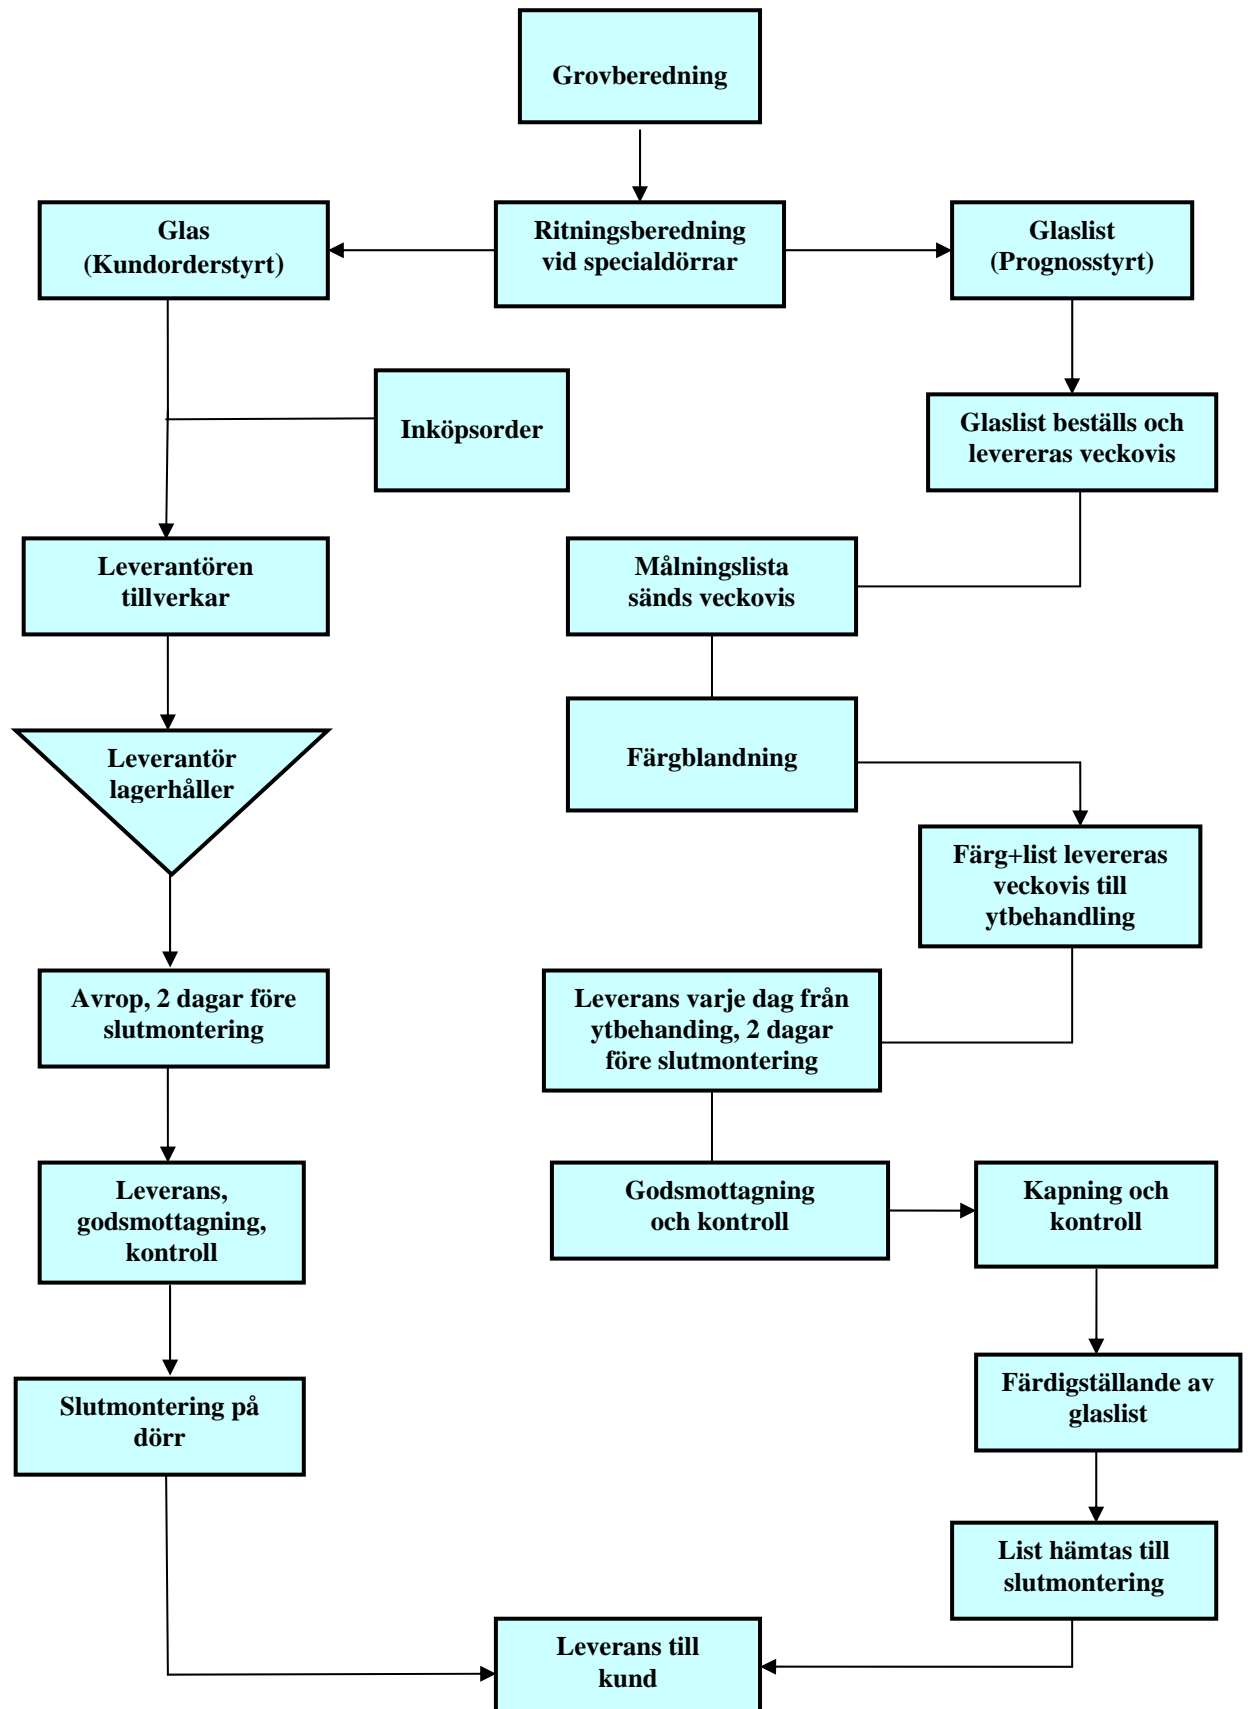 Grovberedning
Glas
(Kundorderstyrt)
Ritningsberedning
vid specialdörrar
Glaslist
(Prognosstyrt)
Inköpsorder
Glaslist beställs och
levereras veckovis
Leverantören
tillverkar
Målningslista
sänds veckovis
Leverantör
lagerhåller
Färgblandning
Färg+list levereras
veckovis till
ytbehandling
Avrop, 2 dagar före
slutmontering
Leverans varje dag från
ytbehanding, 2 dagar
före slutmontering
Leverans,
godsmottagning,
kontroll
Godsmottagning
och kontroll
Kapning och
kontroll
Slutmontering på
dörr
Färdigställande av
glaslist
List hämtas till
slutmontering
Leverans till
kund